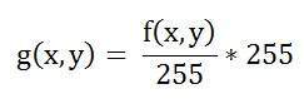 g(x,y) = f(x,y)/255 * 255